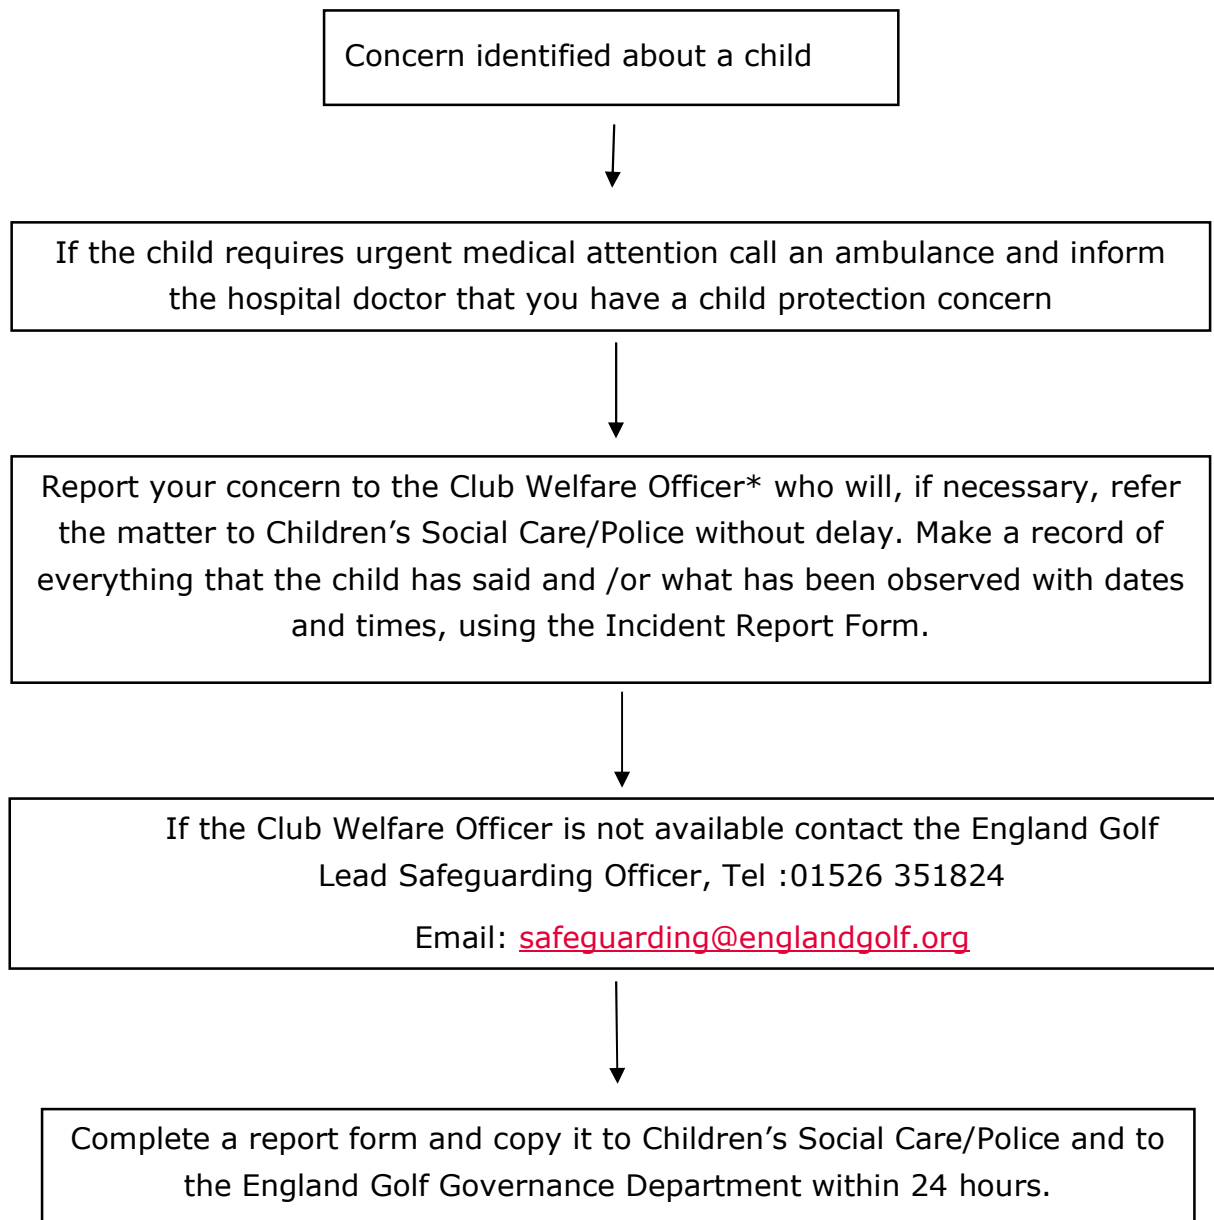 Concern identified about a child
If the child requires urgent medical attention call an ambulance and inform
the hospital doctor that you have a child protection concern
Report your concern to the Club Welfare Officer* who will, if necessary, refer
the matter to Children’s Social Care/Police without delay. Make a record of
everything that the child has said and /or what has been observed with dates
and times, using the Incident Report Form.
If the Club Welfare Officer is not available contact the England Golf
Lead Safeguarding Officer, Tel :01526 351824
Email: safeguarding@englandgolf.org
Complete a report form and copy it to Children’s Social Care/Police and to
the England Golf Governance Department within 24 hours.